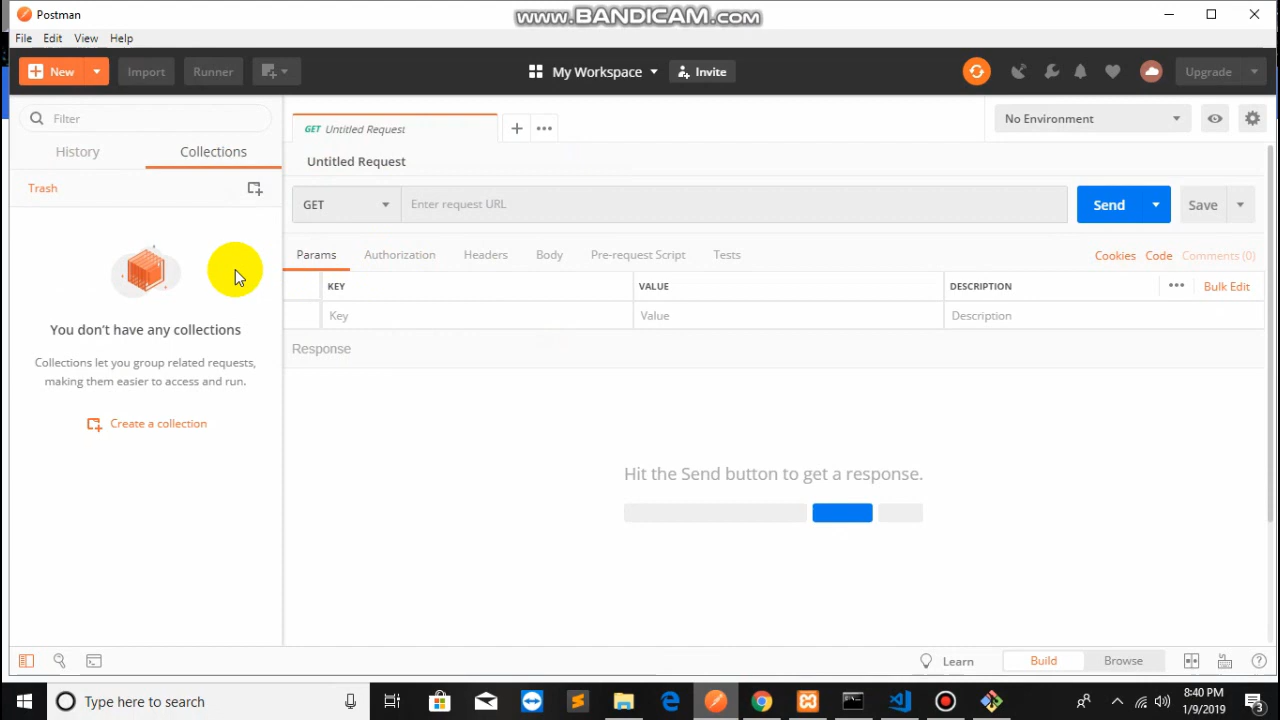 Postman
www.BANDICAM.com
File Edit View Help
New Import Runner My Workspace Invite Upgrade
Filter
GET Untitled Request
No Environment
History Collections
Untitled Request
Trash
GET Enter request URL Send Save
Params Authorization Headers Body Pre-request Script Tests Cookies Code Comments (0)
KEY VALUE DESCRIPTION Bulk Edit
Key Value Description
Response
You don't have any collections
Collections let you group related requests,
making them easier to access and run.
Create a collection
Hit the Send button to get a response.
Learn Build Browse
Type here to search
8:40 PM
1/9/2019
3